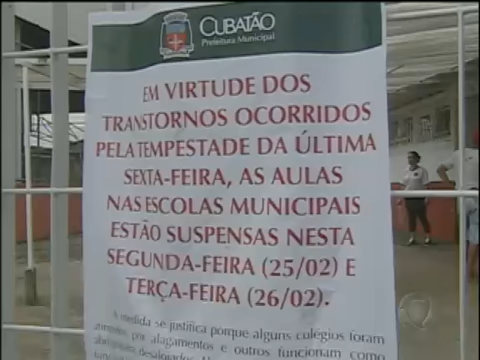 CUBATÃO
Prefeitura Municipal
EM VIRTUDE DOS
TRANSTORNOS OCORRIDOS
PELA TEMPESTADE DA ÚLTIMA
SEXTA-FEIRA, AS AULAS
NAS ESCOLAS MUNICIPAIS
ESTÃO SUSPENSAS NESTA
SEGUNDA-FEIRA (25/02) E
TERÇA-FEIRA (26/02).
A medida se justifica porque alguns colégios foram
por alagamentos e outros funcionam como